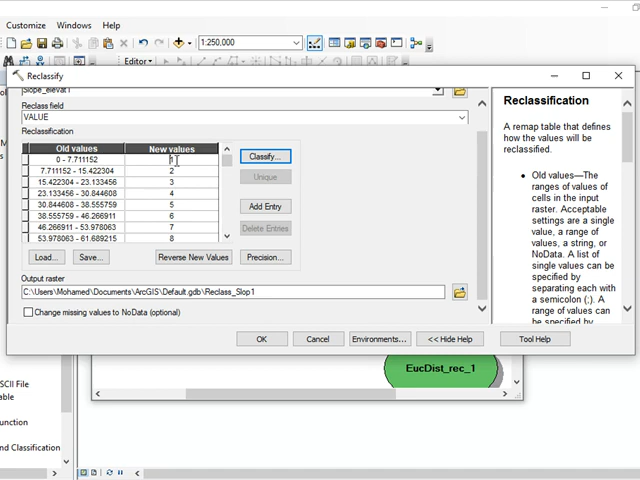 Customize Windows Help
1:250,000
Editor
Reclassify
Slope_elevat1
Reclass field
VALUE
Reclassification
Old values New values
0 - 7.711152 1
7.711152 - 15.422304 2
15.422304 - 23.133456 3
23.133456 - 30.844608 4
30.844608 - 38.555759 5
38.555759 - 46.266911 6
46.266911 - 53.978063 7
53.978063 - 61.689215 8
Classify...
Unique
Add Entry
Delete Entries
Load... Save... Reverse New Values Precision...
Output raster
C:\Users\Mohamed\Documents\ArcGIS\Default.gdb\Reclass_Slop1
Change missing values to NoData (optional)
OK Cancel Environments... << Hide Help Tool Help
Reclassification
A remap table that defines
how the values will be
reclassified.
• Old values—The
ranges of values of
cells in the input
raster. Acceptable
settings are a single
value, a range of
values, a string, or
NoData. A list of
single values can be
specified by
separating each with
a semicolon (;). A
range of values can
be specified by
EucDist_rec_1
SCII File
able
unction
nd Classification